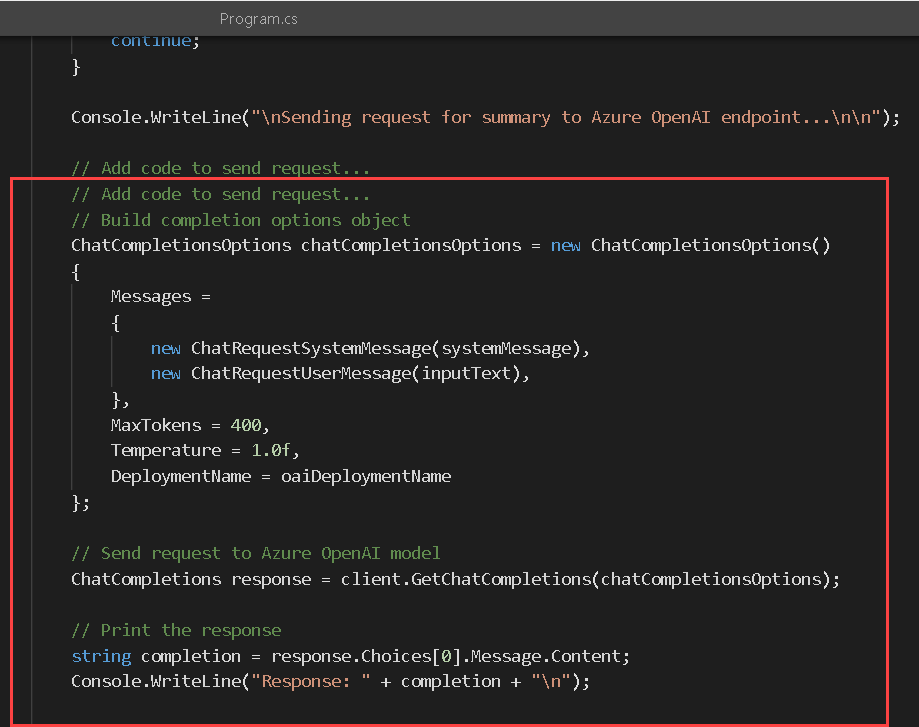 Program.cs
continue;
}
Console.WriteLine("\nSending request for summary to Azure OpenAI endpoint...\n\n");
// Add code to send request...
// Add code to send request...
// Build completion options object
ChatCompletionsOptions chatCompletionsOptions = new ChatCompletionsOptions()
{
Messages =
{
new ChatRequestSystemMessage(systemMessage),
new ChatRequestUserMessage(inputText),
},
MaxTokens = 400,
Temperature = 1.0f,
DeploymentName = oaiDeploymentName
};
// Send request to Azure OpenAI model
ChatCompletions response = client.GetChatCompletions(chatCompletionsOptions);
// Print the response
string completion = response.Choices[0].Message.Content;
Console.WriteLine("Response: " + completion + "\n");